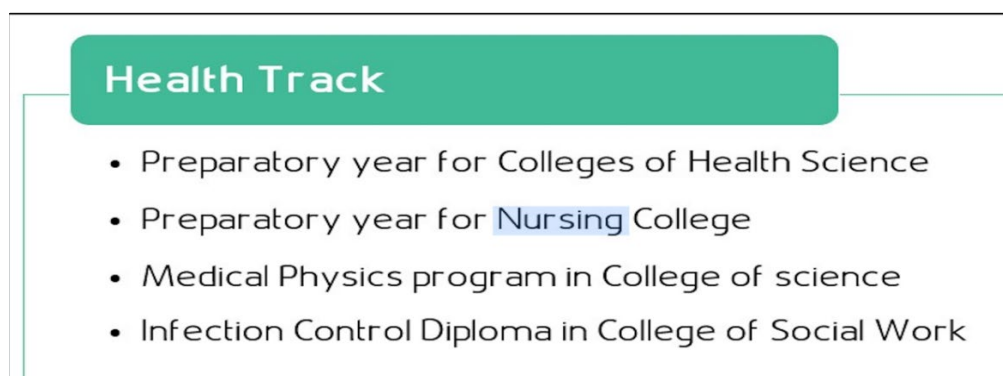 Health Track
• Preparatory year for Colleges of Health Science
• Preparatory year for Nursing College
• Medical Physics program in College of science
• Infection Control Diploma in College of Social Work